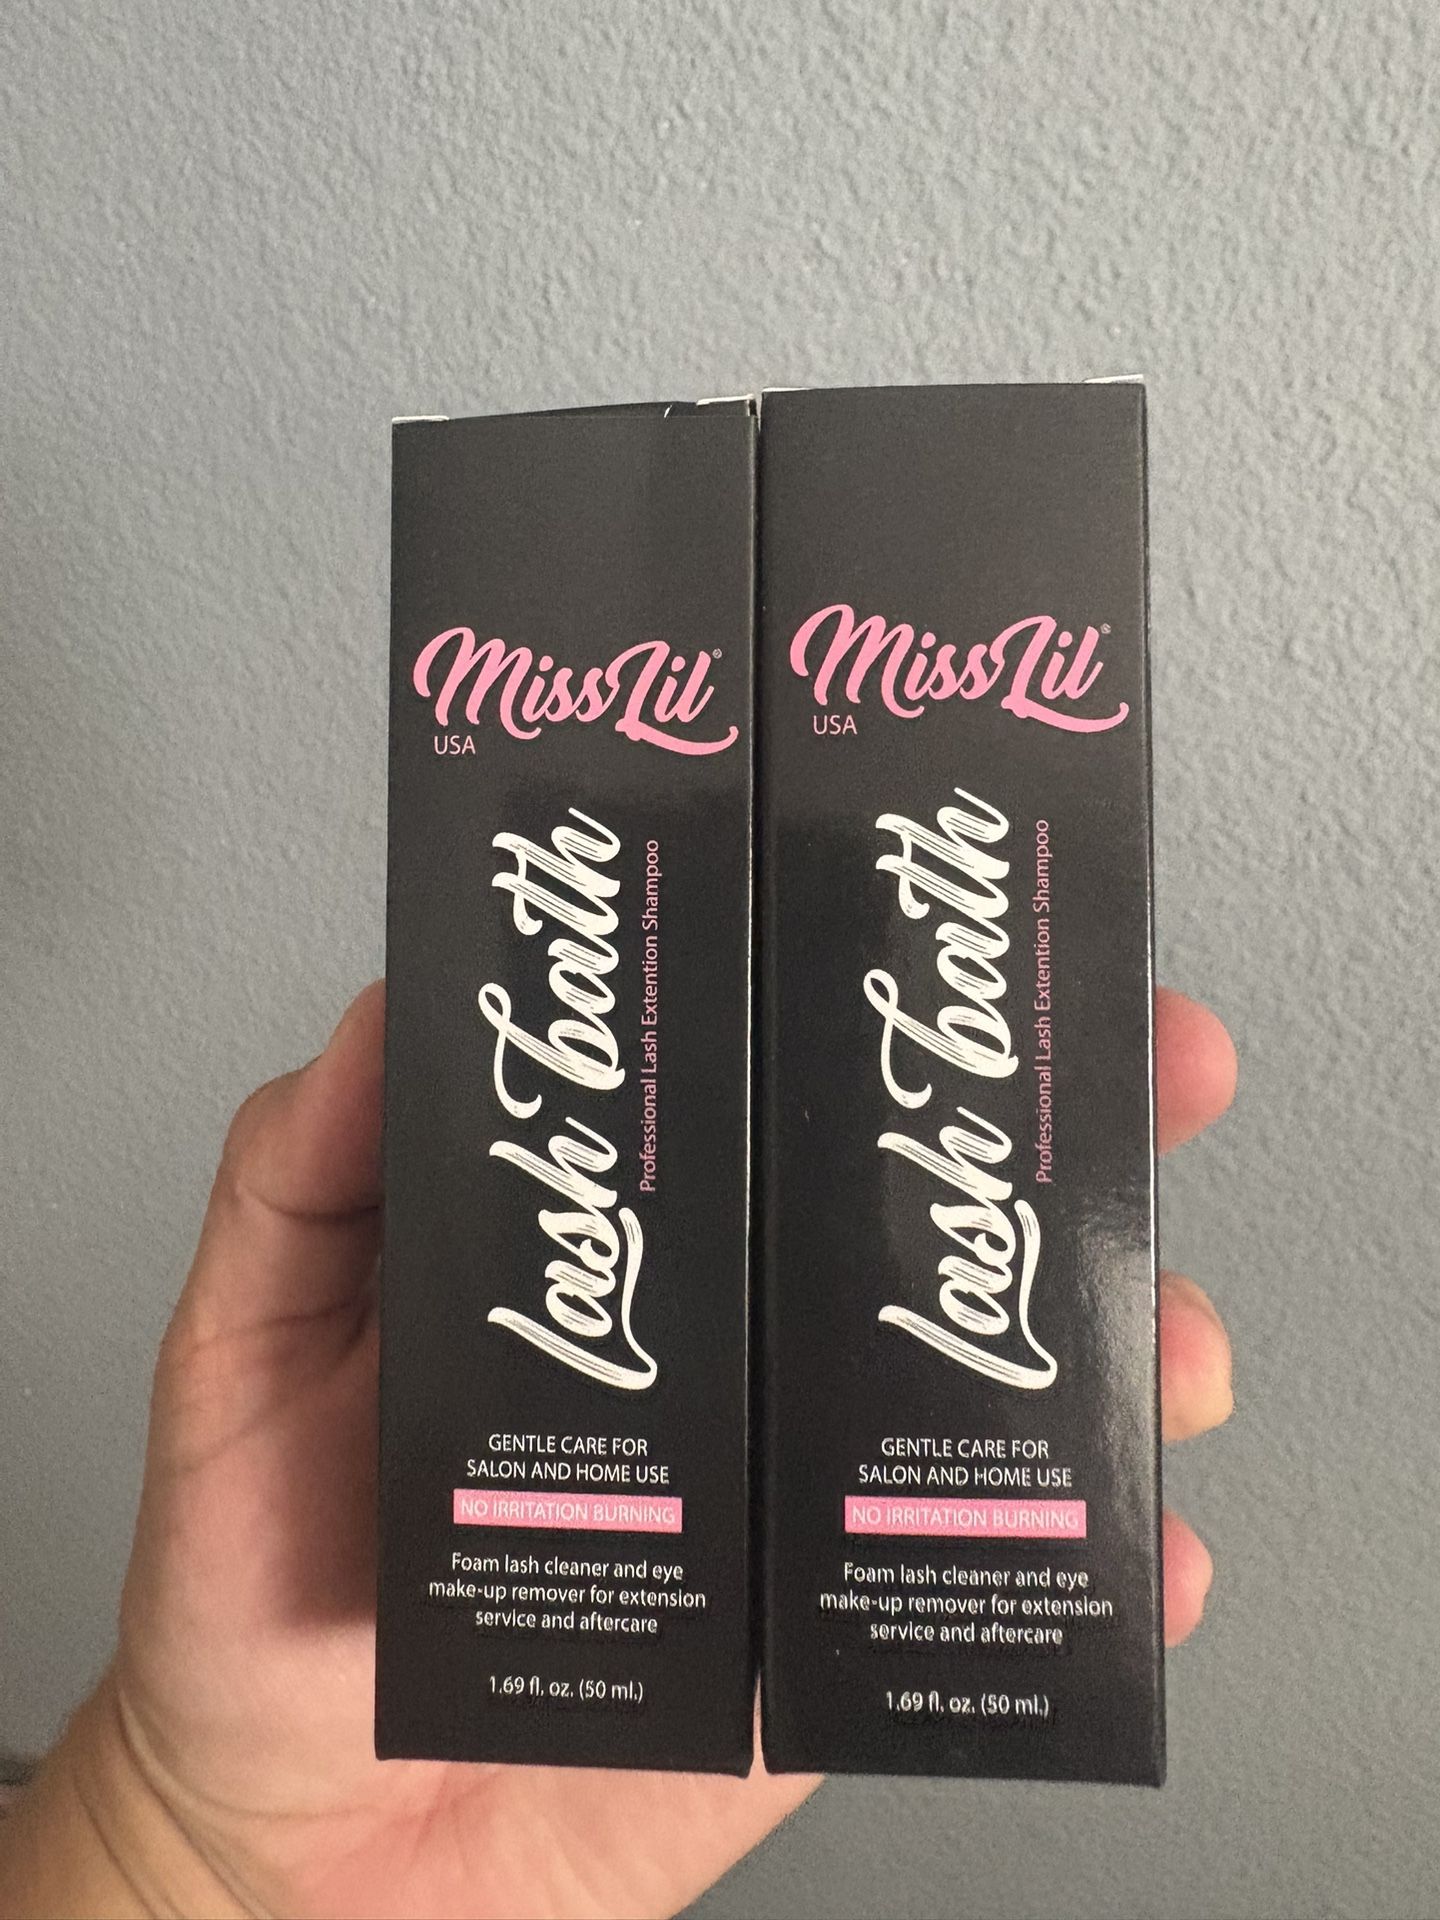 MissLil®
USA
Lash Bath
Professional Lash Extention Shampoo
GENTLE CARE FOR
SALON AND HOME USE
NO IRRITATION BURNING
Foam lash cleaner and eye
make-up remover for extension
service and aftercare
1.69 fl. oz. (50 ml.)
MissLil®
USA
Lash Bath
Professional Lash Extention Shampoo
GENTLE CARE FOR
SALON AND HOME USE
NO IRRITATION BURNING
Foam lash cleaner and eye
make-up remover for extension
service and aftercare
1.69 fl. oz. (50 ml.)